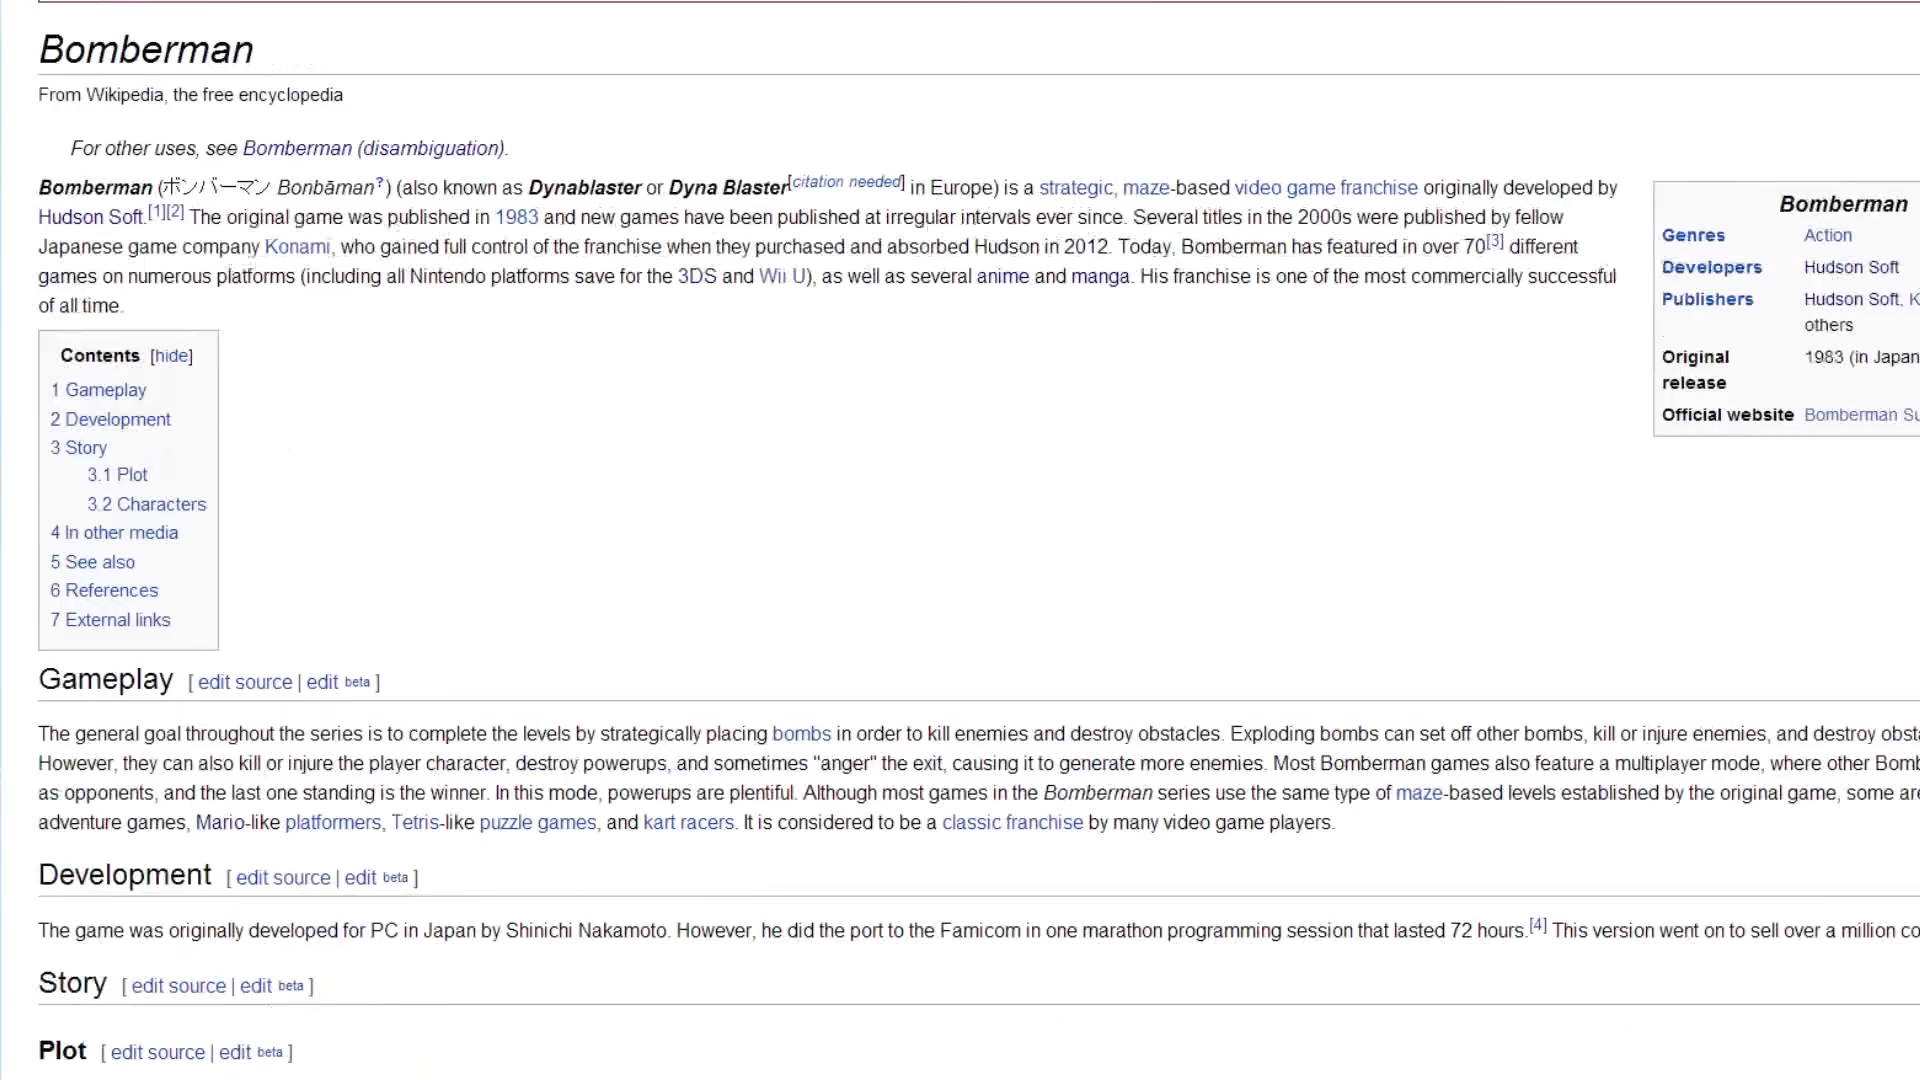 Bomberman
From Wikipedia, the free encyclopedia
For other uses, see Bomberman (disambiguation).
Bomberman (ボンバーマン Bonbāman?) (also known as Dynablaster or Dyna Blaster[citation needed] in Europe) is a strategic, maze-based video game franchise originally developed by
Hudson Soft.[1][2] The original game was published in 1983 and new games have been published at irregular intervals ever since. Several titles in the 2000s were published by fellow
Japanese game company Konami, who gained full control of the franchise when they purchased and absorbed Hudson in 2012. Today, Bomberman has featured in over 70[3] different
games on numerous platforms (including all Nintendo platforms save for the 3DS and Wii U), as well as several anime and manga. His franchise is one of the most commercially successful
of all time.
Bomberman
Genres Action
Developers Hudson Soft
Publishers Hudson Soft, K
others
Original 1983 (in Japan
release
Official website Bomberman Su
Contents [hide]
1 Gameplay
2 Development
3 Story
3.1 Plot
3.2 Characters
4 In other media
5 See also
6 References
7 External links
Gameplay [ edit source | edit beta ]
The general goal throughout the series is to complete the levels by strategically placing bombs in order to kill enemies and destroy obstacles. Exploding bombs can set off other bombs, kill or injure enemies, and destroy obsta
However, they can also kill or injure the player character, destroy powerups, and sometimes "anger" the exit, causing it to generate more enemies. Most Bomberman games also feature a multiplayer mode, where other Bomb
as opponents, and the last one standing is the winner. In this mode, powerups are plentiful. Although most games in the Bomberman series use the same type of maze-based levels established by the original game, some are
adventure games, Mario-like platformers, Tetris-like puzzle games, and kart racers. It is considered to be a classic franchise by many video game players.
Development [ edit source | edit beta ]
The game was originally developed for PC in Japan by Shinichi Nakamoto. However, he did the port to the Famicom in one marathon programming session that lasted 72 hours.[4] This version went on to sell over a million co
Story [ edit source | edit beta ]
Plot [ edit source | edit beta ]